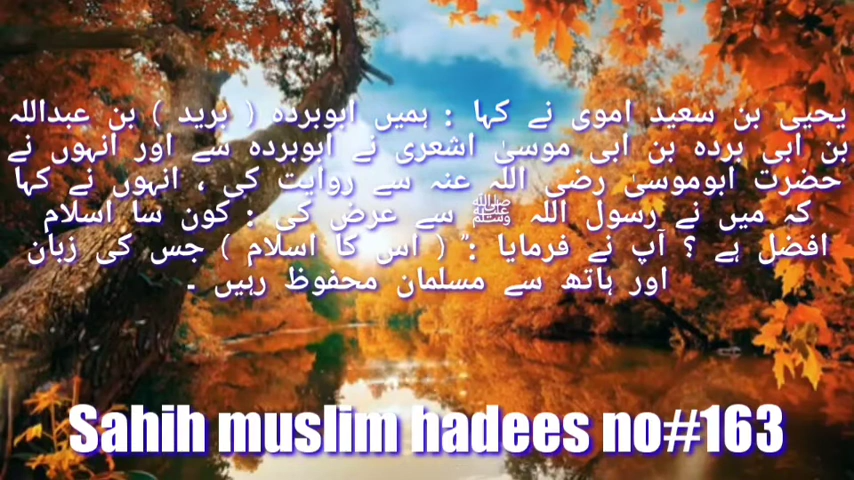 یحیی بن سعید اموی نے کہا : ہمیں ابوبردہ ( برید ) بن عبداللہ
بن ابی بردہ بن ابی موسیٰ اشعری نے ابوبردہ سے اور انہوں نے
حضرت ابوموسیٰ رضی اللہ عنہ سے روایت کی ، انہوں نے کہا
کہ میں نے رسول اللہ ﷺ سے عرض کی : کون سا اسلام
افضل ہے ؟ آپ نے فرمایا :” ( اس کا اسلام ) جس کی زبان
اور ہاتھ سے مسلمان محفوظ رہیں ۔
Sahih muslim hadees no#163